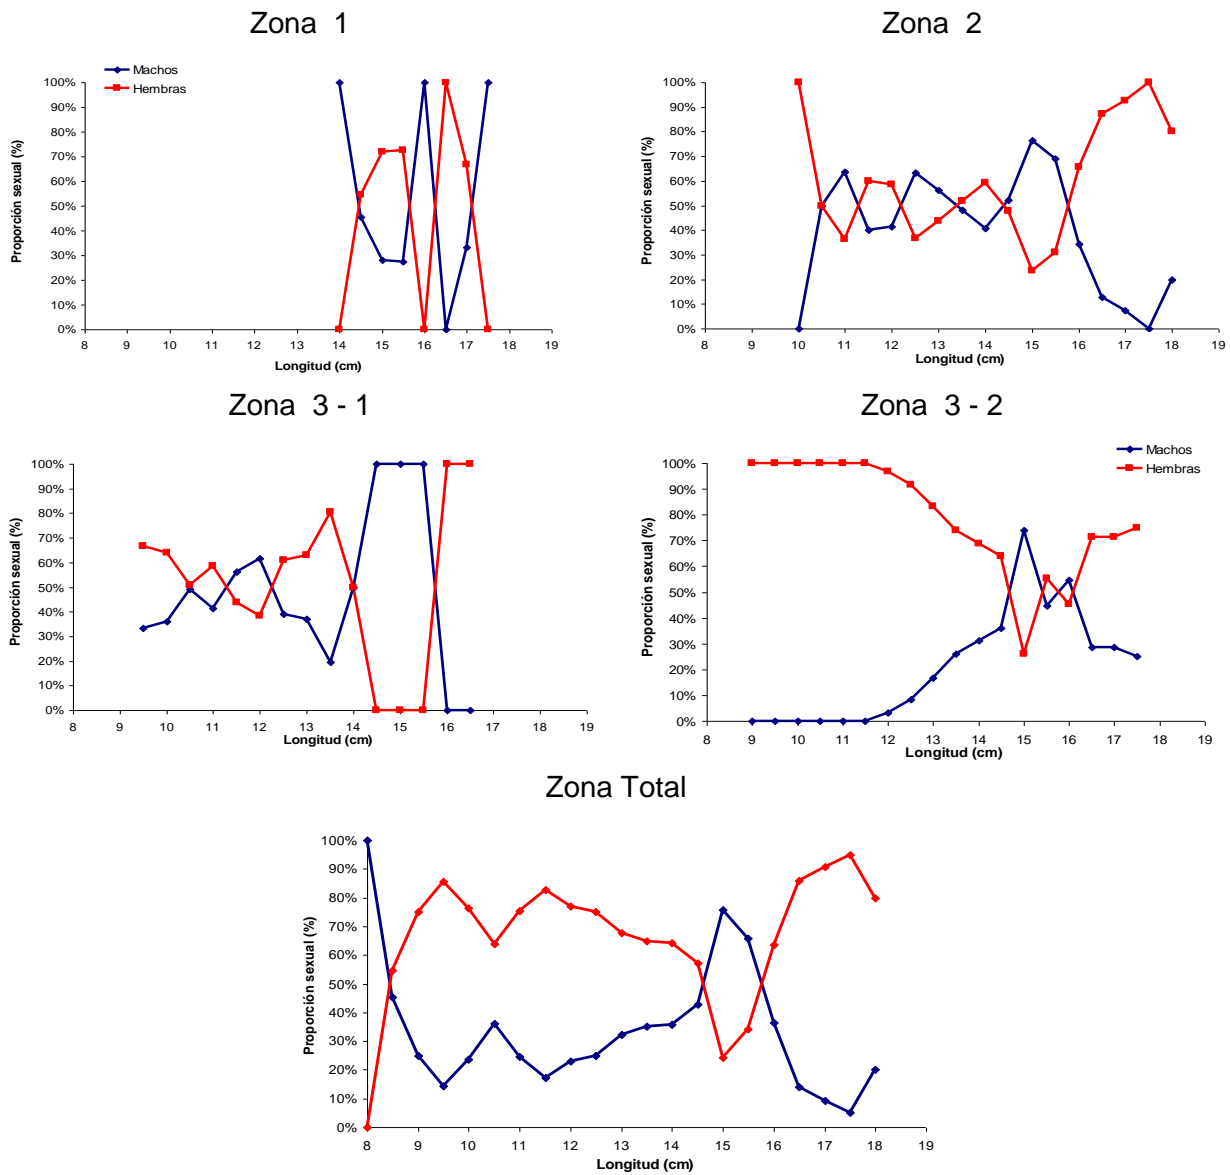 Zona 1
Machos
Hembras
100%
90%
80%
70%
60%
50%
40%
30%
20%
10%
0%
Proporción sexual (%)
8 9 10 11 12 13 14 15 16 17 18 19
Longitud (cm)
Zona 2
100%
90%
80%
70%
60%
50%
40%
30%
20%
10%
0%
Proporción sexual (%)
8 9 10 11 12 13 14 15 16 17 18 19
Longitud (cm)
Zona 3 - 1
100%
90%
80%
70%
60%
50%
40%
30%
20%
10%
0%
Proporción sexual (%)
8 9 10 11 12 13 14 15 16 17 18 19
Longitud (cm)
Zona 3 - 2
Machos
Hembras
100%
90%
80%
70%
60%
50%
40%
30%
20%
10%
0%
Proporción sexual (%)
8 9 10 11 12 13 14 15 16 17 18 19
Longitud (cm)
Zona Total
100%
90%
80%
70%
60%
50%
40%
30%
20%
10%
0%
Proporción sexual (%)
8 9 10 11 12 13 14 15 16 17 18 19
Longitud (cm)